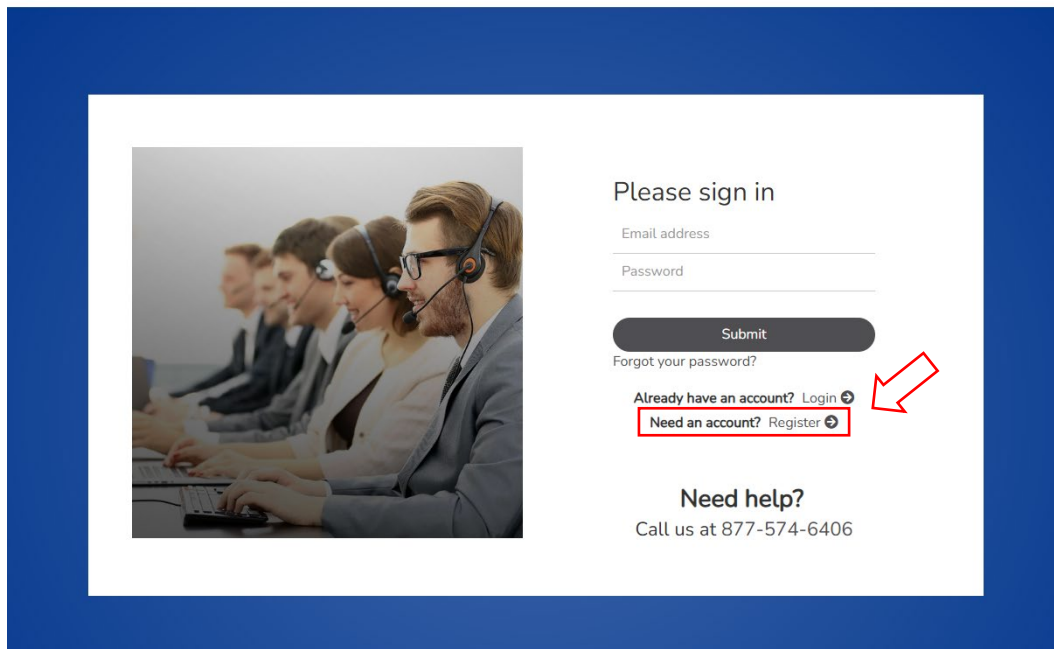 Please sign in
Email address
Password
Submit
Forgot your password?
Already have an account? Login
Need an account? Register
Need help?
Call us at 877-574-6406